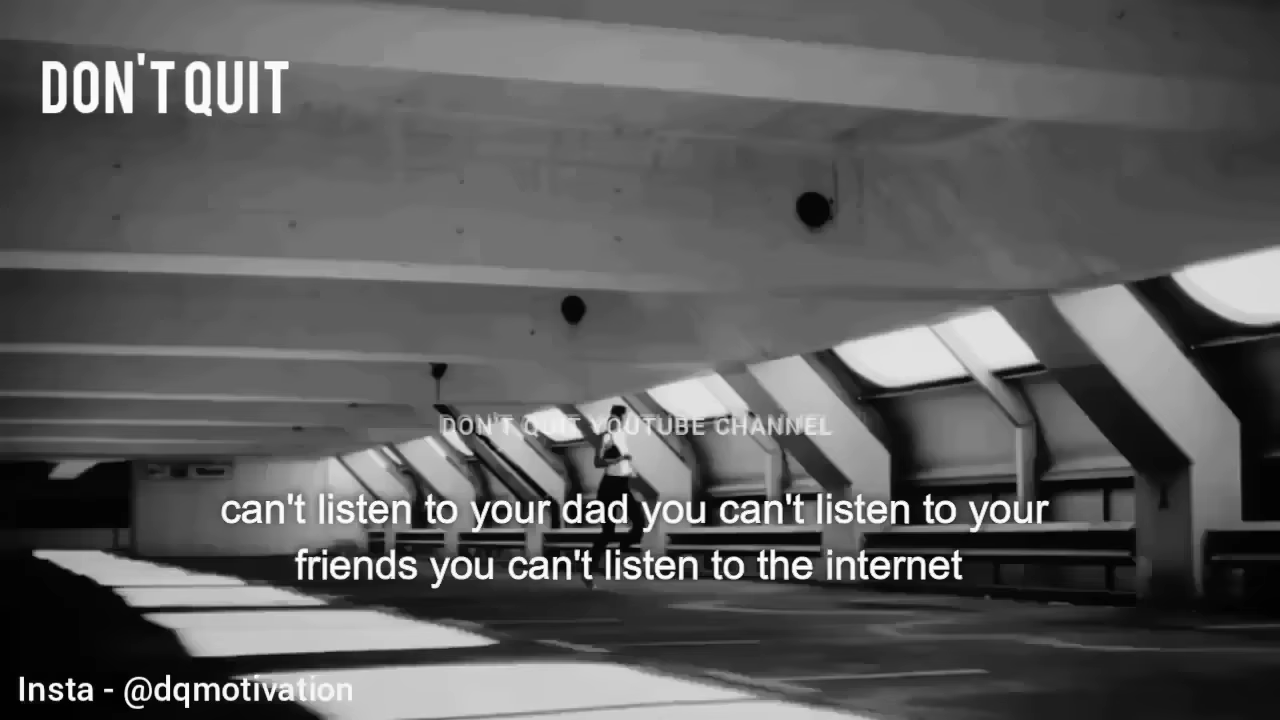 DON'T QUIT
DON'T QUIT YOUTUBE CHANNEL
can't listen to your dad you can't listen to your
friends you can't listen to the internet
Insta - @dqmotivation